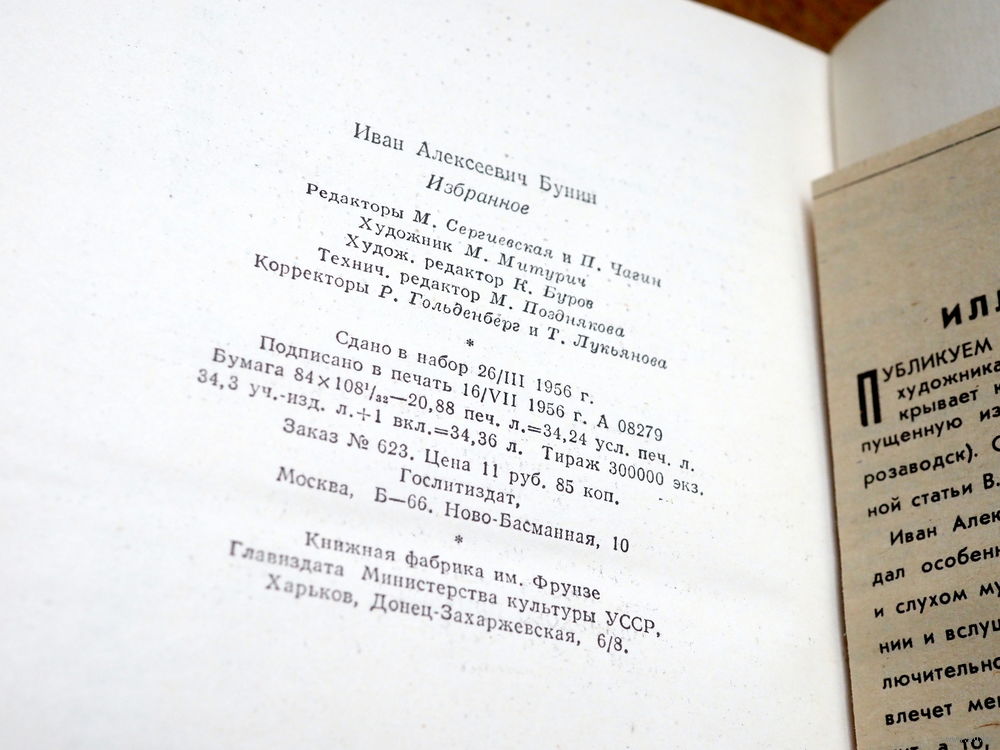 Иван Алексеевич Бунин
Избранное
Редакторы М. Сергиевская и П. Чагин
Художник М. Митурич
Худож. редактор К. Буров
Технич. редактор М. Позднякова
Корректоры Р. Гольденберг и Т. Лукьянова
*
Сдано в набор 26/III 1956 г.
Подписано в печать 16/VII 1956 г. А 08279
Бумага 84×108¹/₃₂—20,88 печ. л.=34,24 усл. печ. л.
34,3 уч.-изд. л.+1 вкл.=34,36 л. Тираж 300000 экз.
Заказ № 623. Цена 11 руб. 85 коп.
Гослитиздат,
Москва, Б—66. Ново-Басманная, 10
*
Книжная фабрика им. Фрунзе
Главиздата Министерства культуры УССР,
Харьков, Донец-Захаржевская, 6/8.
ИЛЛ
ПУБЛИКУЕМ
художника
крывает
пущенную из
розаводск). С
ной статьи В.
Иван Алек
дал особенн
и слухом му
нии и вслуш
лючительно
влечет мен
а то,